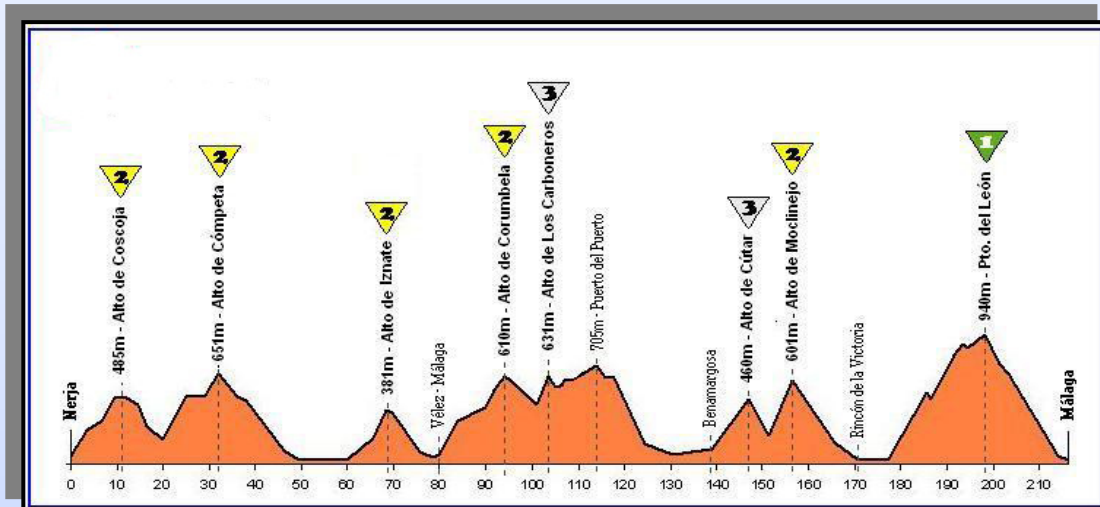 Nerja
2
485m - Alto de Coscoja
2
651m - Alto de Cómpeta
2
381m - Alto de Iznate
Vélez - Málaga
2
610m - Alto de Corumbela
3
631m - Alto de Los Carboneros
705m - Puerto del Puerto
Benamargosa
3
460m - Alto de Cútar
2
601m - Alto de Moclinejo
Rincón de la Victoria
1
940m - Pto. del León
Málaga
0 10 20 30 40 50 60 70 80 90 100 110 120 130 140 150 160 170 180 190 200 210